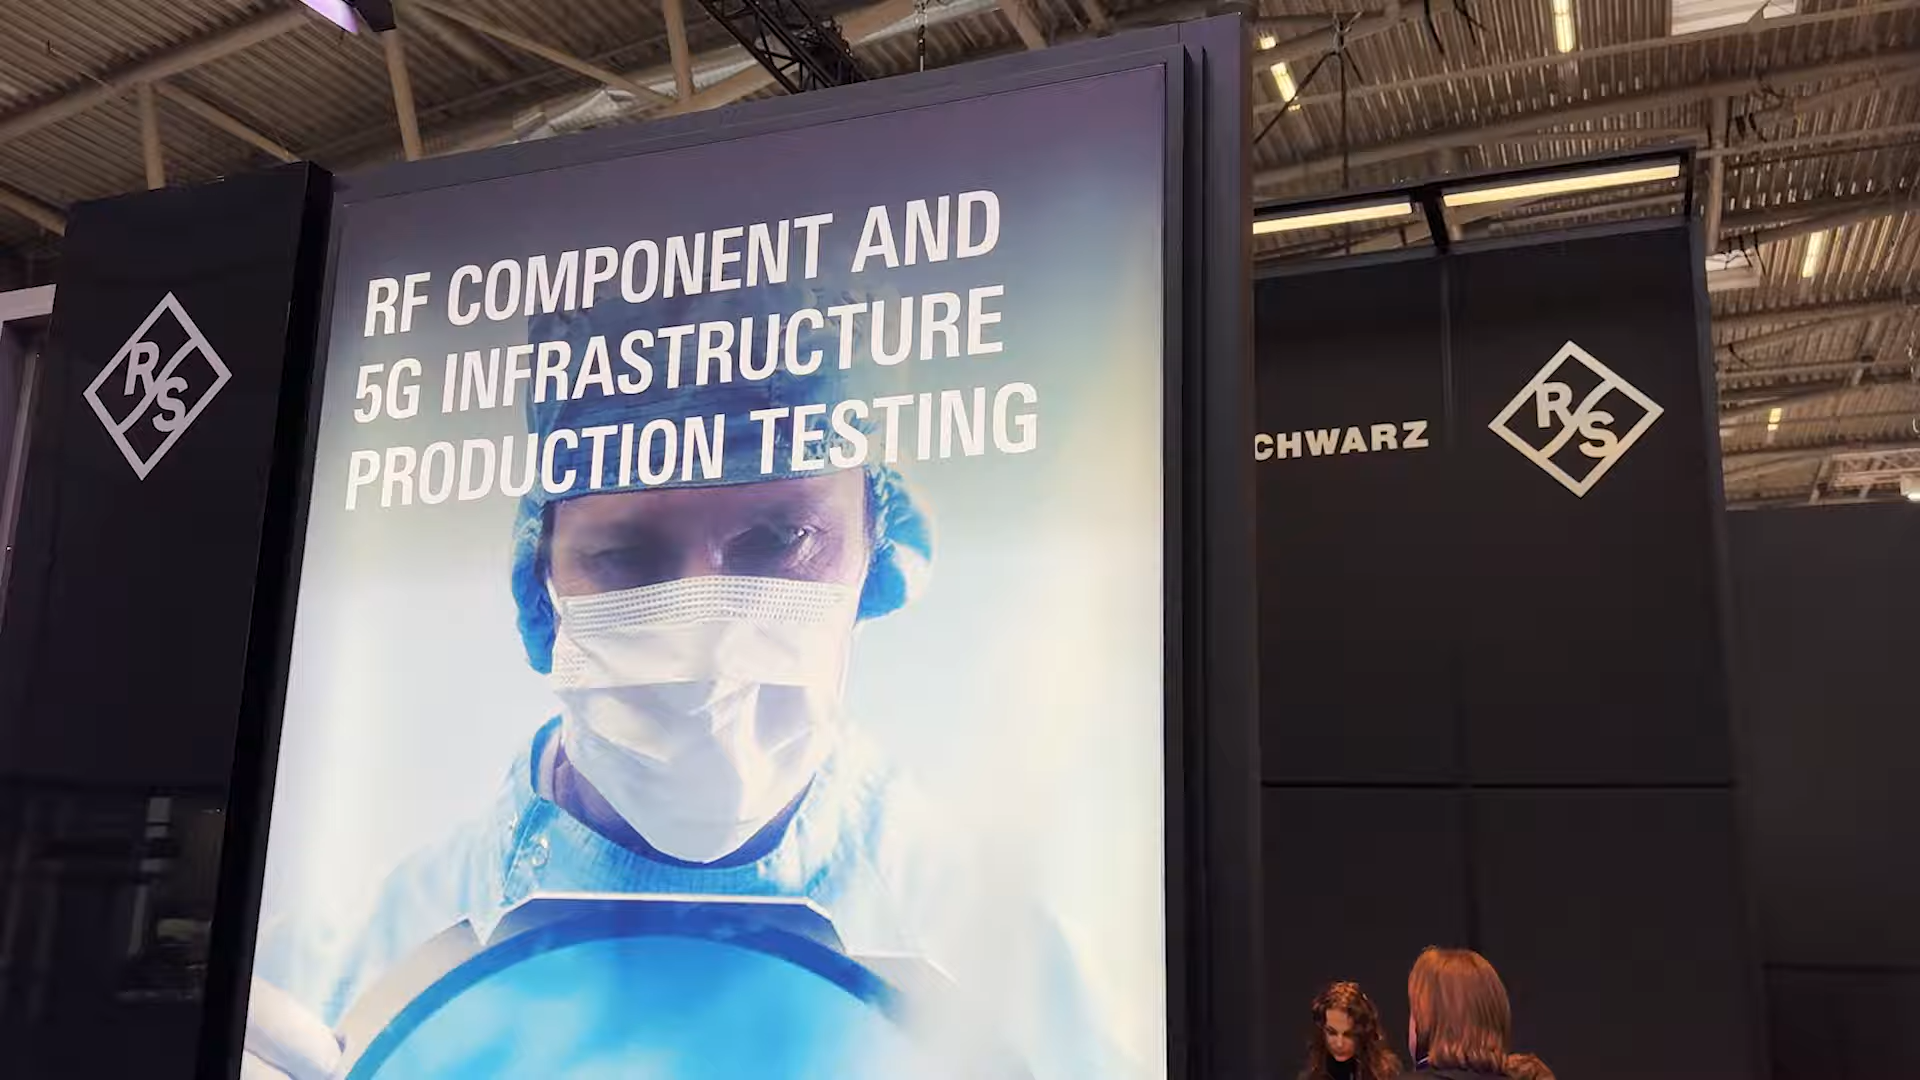 RF COMPONENT AND
5G INFRASTRUCTURE
PRODUCTION TESTING
R S
CHWARZ
R S